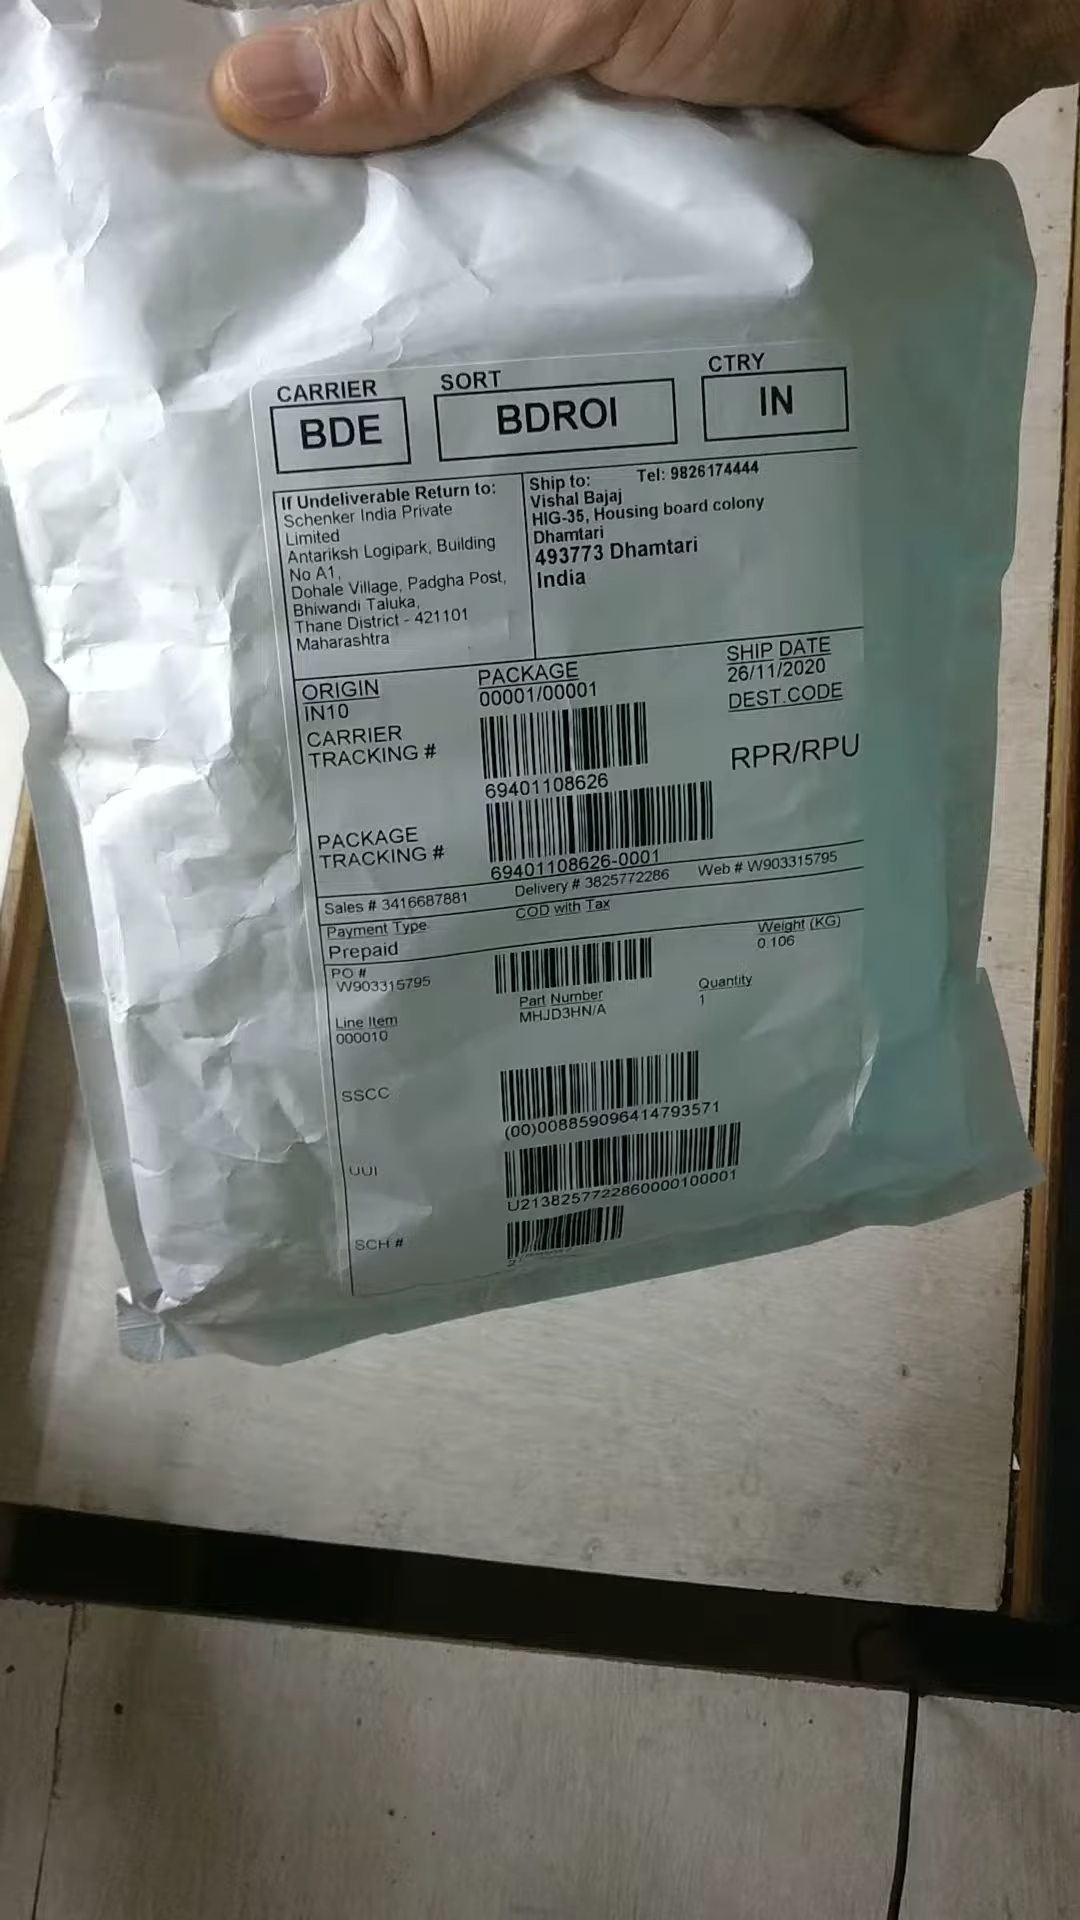 CARRIER
BDE
SORT
BDROI
CTRY
IN
If Undeliverable Return to:
Schenker India Private
Limited
Antariksh Logipark, Building
No A1,
Dohale Village, Padgha Post,
Bhiwandi Taluka,
Thane District - 421101
Maharashtra
Ship to: Tel: 9826174444
Vishal Bajaj
HIG-35, Housing board colony
Dhamtari
493773 Dhamtari
India
ORIGIN
IN10
PACKAGE
00001/00001
SHIP DATE
26/11/2020
DEST.CODE
RPR/RPU
CARRIER
TRACKING #
69401108626
PACKAGE
TRACKING #
69401108626-0001
Sales # 3416687881 Delivery # 3825772286 Web # W903315795
Payment Type COD with Tax
Prepaid
Weight (KG)
0.106
PO #
W903315795
Part Number
MHJD3HN/A
Quantity
1
Line Item
000010
SSCC
(00)008859096414793571
UUI
U2138257722860000100001
SCH #